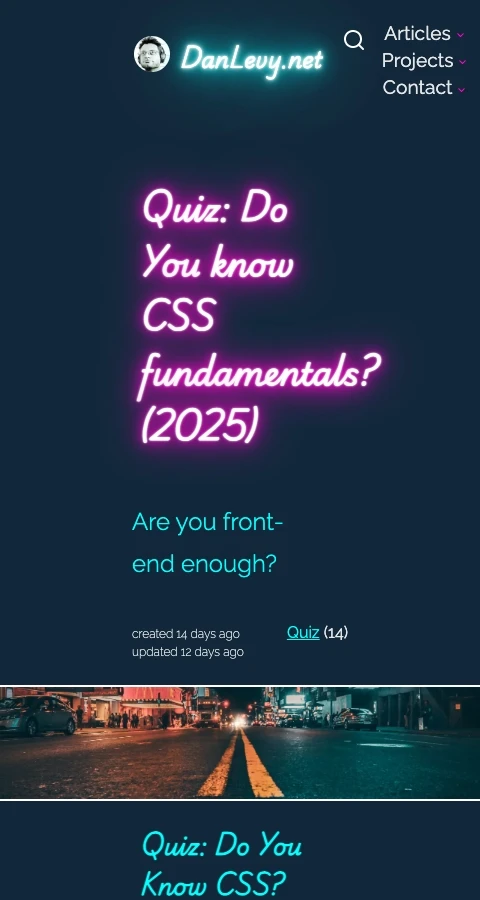 DanLevy.net
Articles
Projects
Contact
Quiz: Do
You know
CSS
fundamentals?
(2025)
Are you front-
end enough?
created 14 days ago
updated 12 days ago
Quiz (14)
Quiz: Do You
Know CSS?